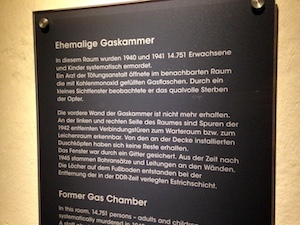 Ehemalige Gaskammer
In diesem Raum wurden 1940 und 1941 14.751 Erwachsene
und Kinder systematisch ermordet.
Ein Arzt der Tötungsanstalt öffnete im benachbarten Raum
die mit Kohlenmonoxid gefüllten Gasflaschen. Durch ein
kleines Sichtfenster beobachtete er das qualvolle Sterben
der Opfer.
Die vordere Wand der Gaskammer ist nicht mehr erhalten.
An der linken und rechten Seite des Raumes sind Spuren der
1942 entfernten Verbindungstüren zum Warteraum bzw. zum
Leichenraum erkennbar. Von den an der Decke installierten
Duschköpfen haben sich keine Reste erhalten.
Das Fenster war durch ein Gitter gesichert. Aus der Zeit nach
1945 stammen Rohransätze und Leitungen an den Wänden.
Die Löcher auf dem Fußboden entstanden bei der
Entfernung der in der DDR-Zeit verlegten Estrichschicht.
Former Gas Chamber
In this room, 14,751 persons - adults and children
systematically murdered in